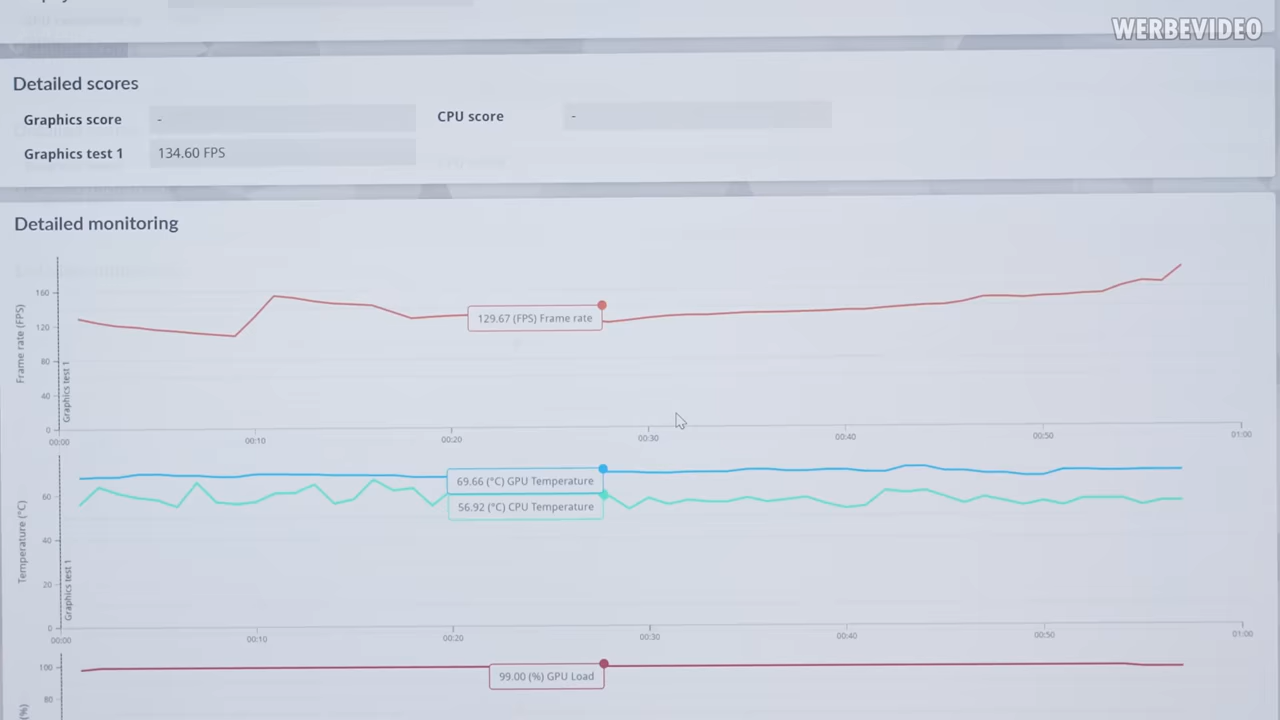 WERBEVIDEO
Detailed scores
Graphics score -
CPU score -
Graphics test 1 134.60 FPS
Detailed monitoring
Frame rate (FPS)
160
120
80
40
0
Graphics test 1
129.67 (FPS) Frame rate
00:00 00:10 00:20 00:30 00:40 00:50 01:00
Temperature (°C)
60
40
20
0
Graphics test 1
69.66 (°C) GPU Temperature
56.92 (°C) CPU Temperature
00:00 00:10 00:20 00:30 00:40 00:50 01:00
100
80
(%)
99.00 (%) GPU Load